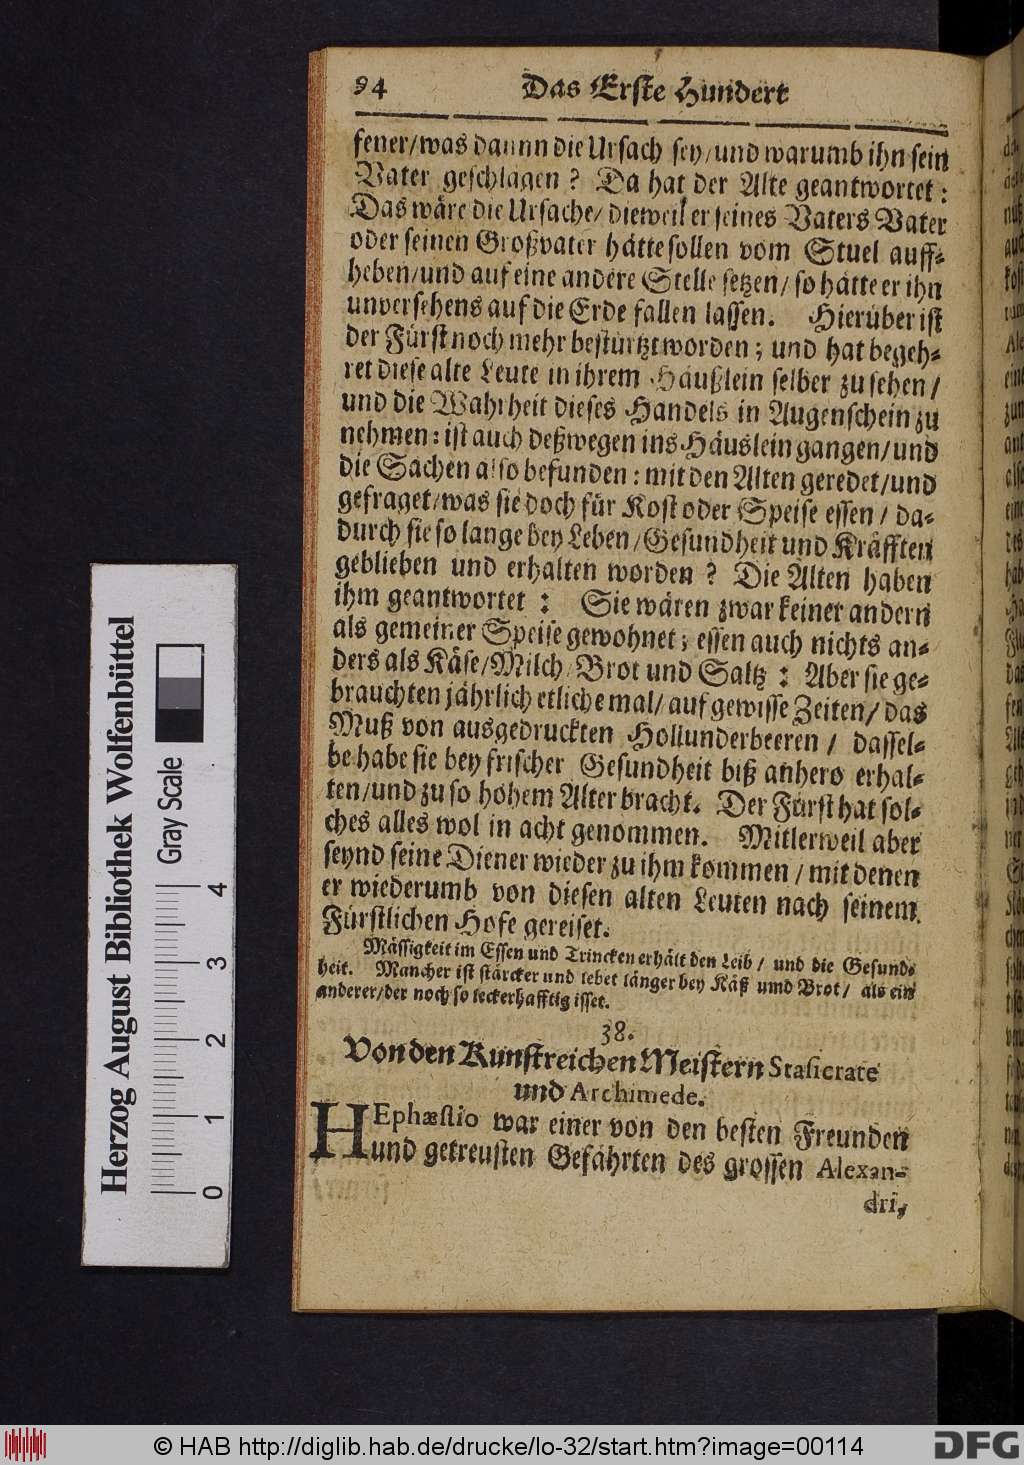 94 Das Erste Hundert
sener/was dannn die Ursach sey/und warumb ihn sein
Vater geschlagen? Da hat der Alte geantwortet:
Das wäre die Ursache/dieweil er seines Vaters Vater
oder seinen Großvater hätte sollen vom Stuel auff-
heben/und auf eine andere Stelle setzen/so hätte er ihn
unversehens auf die Erde fallen lassen. Hierüber ist
der Fürst noch mehr bestürtzt worden; und hat begeh-
ret diese alte Leute in ihrem Häußlein selber zu sehen/
und die Wahrheit dieses Handels in Augenschein zu
nehmen: ist auch deßwegen ins Häuslein gangen/und
die Sachen also befunden: mit den Alten geredet/und
gefraget/was sie doch für Kost oder Speise essen/da-
durch sie so lange bey Leben/Gesundheit und Kräfften
geblieben und erhalten worden? Die Alten haben
ihm geantwortet: Sie wären zwar keiner andern
als gemeiner Speise gewohnet; essen auch nichts an-
ders als Käse/Milch/Brot und Saltz: Aber sie ge-
brauchten jährlich etliche mal/auf gewisse Zeiten/das
Muß von ausgedruckten Hollunderbeeren/dassel-
be habe sie bey frischer Gesundheit biß anhero erhal-
ten/und zu so hohem Alter bracht. Der Fürst hat sol-
ches alles wol in acht genommen. Mitlerweil aber
seynd seine Diener wieder zu ihm kommen/mit denen
er wiederumb von diesen alten Leuten nach seinem
Fürstlichen Hofe gereiset.
Mässigkeit im Essen und Trincken erhält den Leib/und die Gesund-
heit. Mancher ist stärcker und lebet länger bey Käß umd Brot/als ein
anderer/der noch so leckerhafftig isset.
38.
Von den Kunstreichen Meistern Stasicrate
und Archimede.
HEphæstio war einer von den besten Freunden
und getreusten Gefährten des grossen Alexan-
dri,
Herzog August Bibliothek Wolfenbüttel
Gray Scale
0 1 2 3 4
© HAB http://diglib.hab.de/drucke/lo-32/start.htm?image=00114
DFG